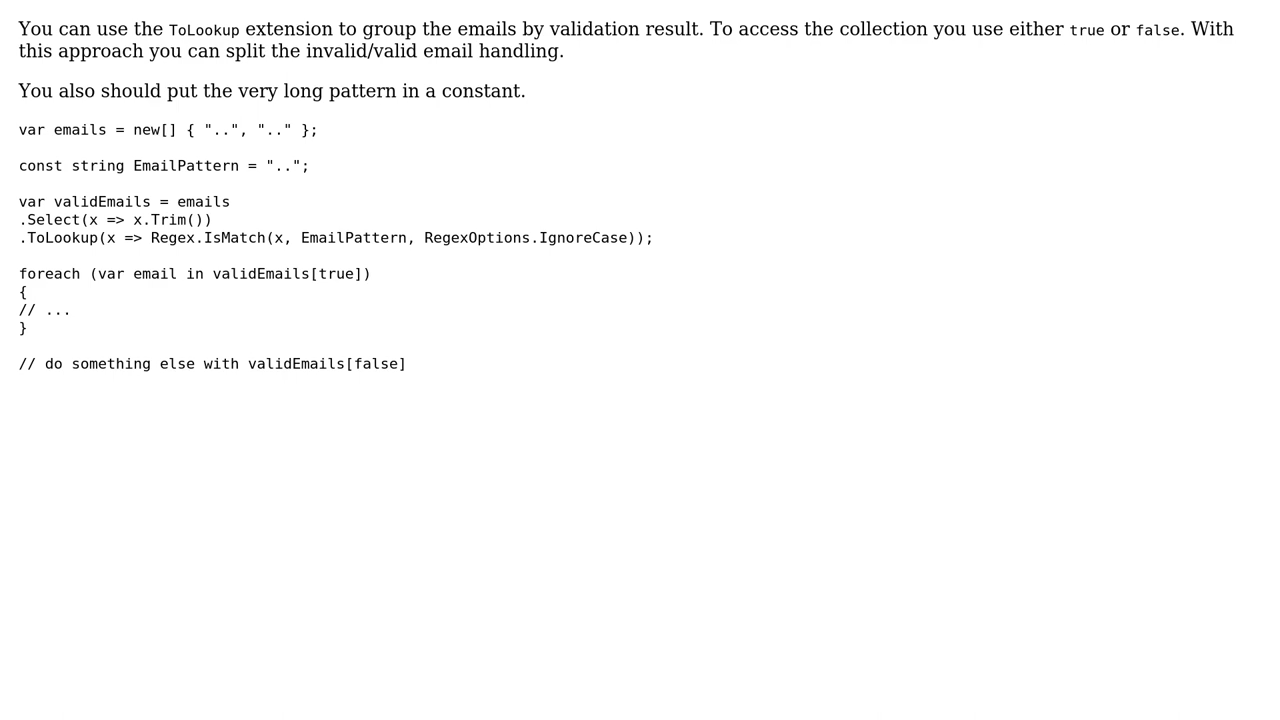 You can use the ToLookup extension to group the emails by validation result. To access the collection you use either true or false. With
this approach you can split the invalid/valid email handling.
You also should put the very long pattern in a constant.
var emails = new[] { "..", ".." };
const string EmailPattern = "..";
var validEmails = emails
.Select(x => x.Trim())
.ToLookup(x => Regex.IsMatch(x, EmailPattern, RegexOptions.IgnoreCase));
foreach (var email in validEmails[true])
{
// ...
}
// do something else with validEmails[false]